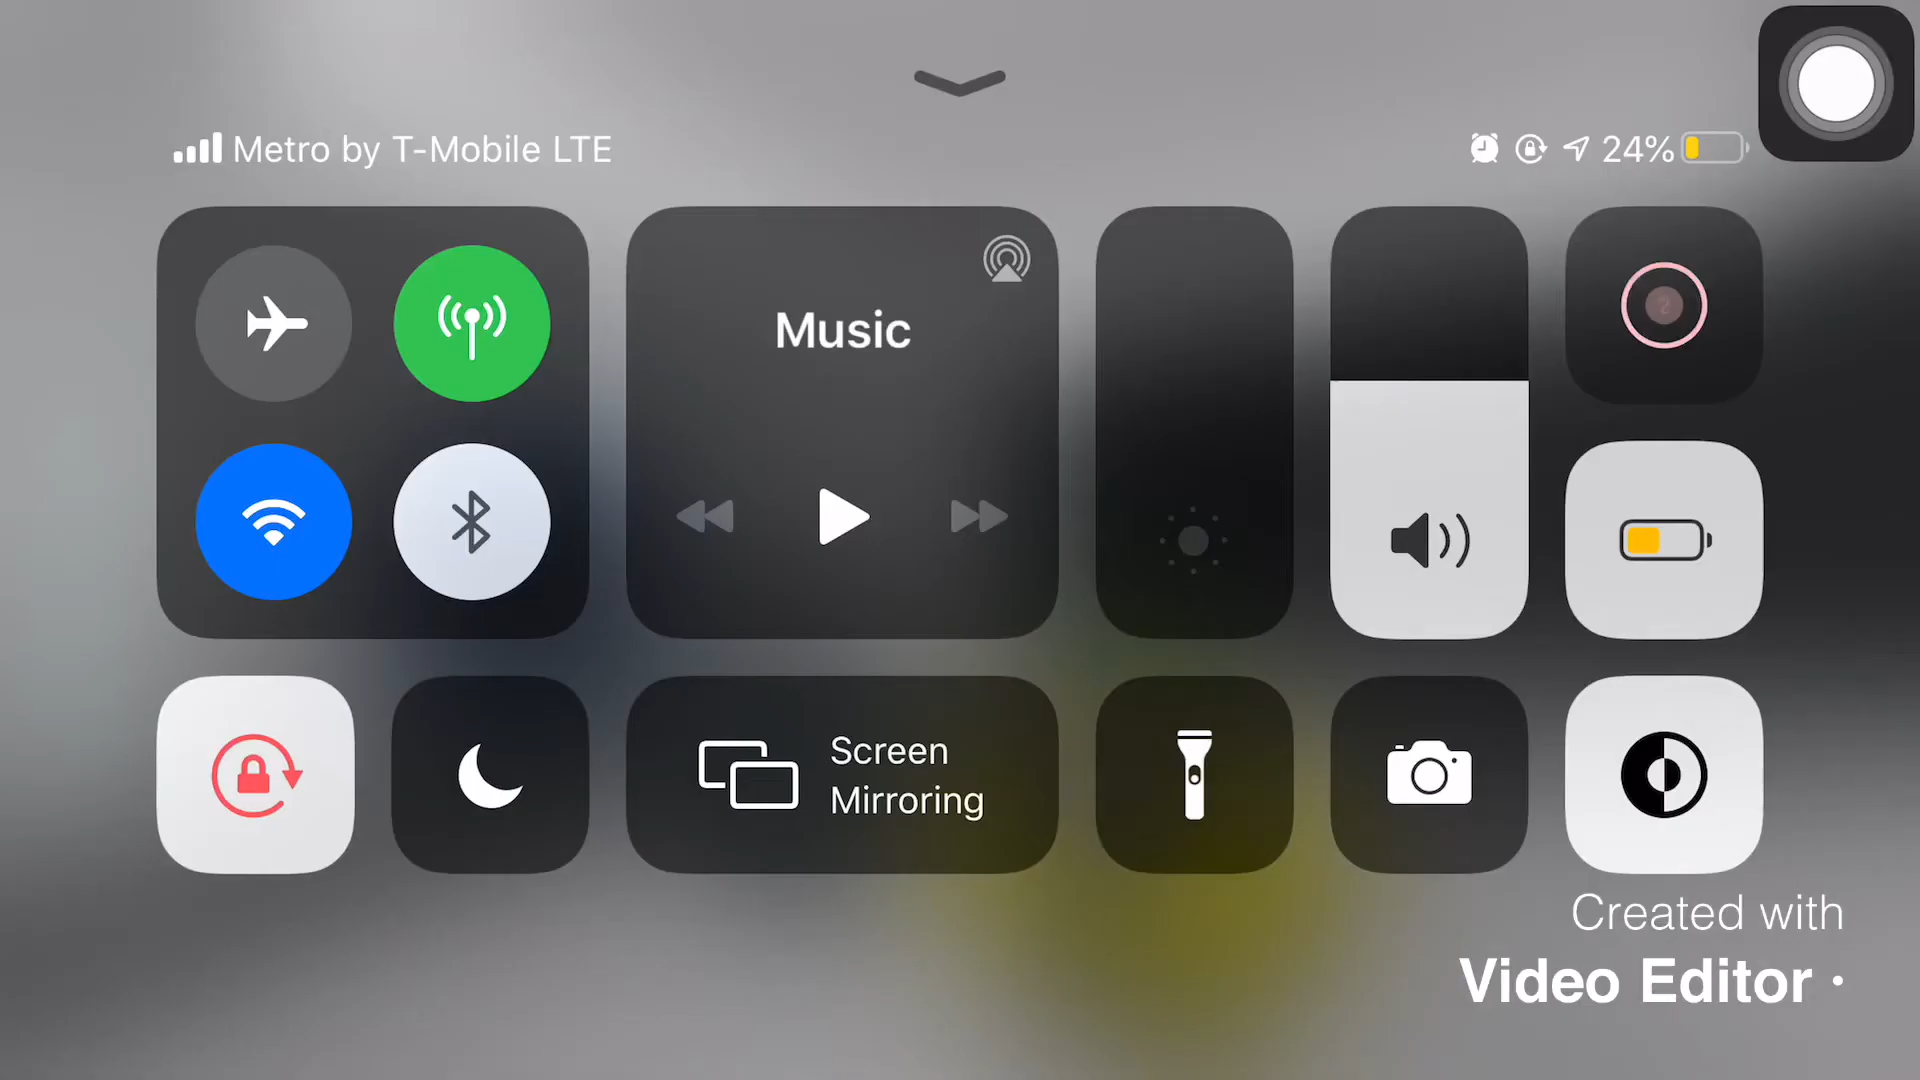 Metro by T-Mobile LTE
24%
Music
Screen
Mirroring
Created with
Video Editor ·